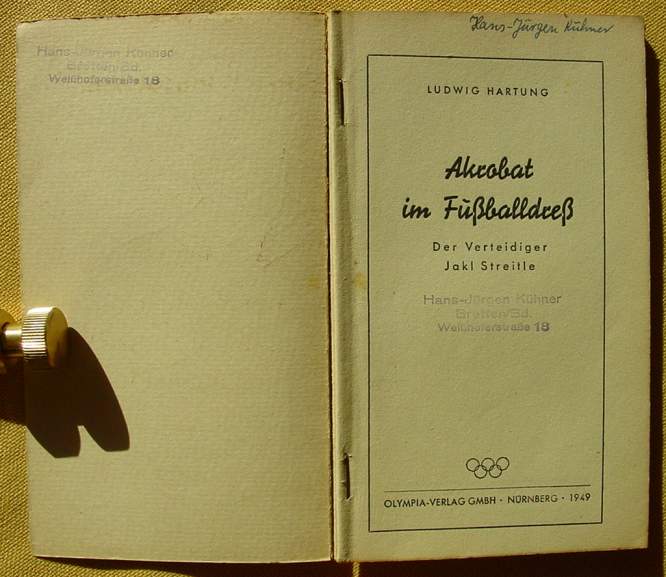 Hans-Jürgen Kühner
Bretten/Bd.
Weißhoferstraße 18
Hans-Jürgen Kühner
LUDWIG HARTUNG
Akrobat
im Fußballdreß
Der Verteidiger
Jakl Streitle
Hans-Jürgen Kühner
Bretten/Bd.
Weißhoferstraße 18
OLYMPIA-VERLAG GMBH · NÜRNBERG · 1949